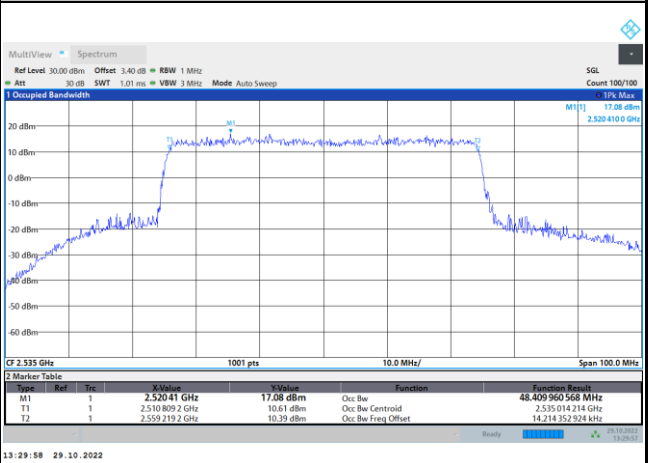 MultiView Spectrum
Ref Level 30.00 dBm Offset 3.40 dB RBW 1 MHz SGL
Att 30 dB SWT 1.01 ms VBW 3 MHz Mode Auto Sweep Count 100/100
1 Occupied Bandwidth 1Pk Max
M1[1] 17.08 dBm
2.520 410 0 GHz
M1
20 dBm
T1 T2
10 dBm
0 dBm
-10 dBm
-20 dBm
-30 dBm
-40 dBm
-50 dBm
-60 dBm
CF 2.535 GHz 1001 pts 10.0 MHz/ Span 100.0 MHz
2 Marker Table
Type Ref Trc X-Value Y-Value Function Function Result
M1 1 2.520 41 GHz 17.08 dBm Occ Bw 48.409 960 568 MHz
T1 1 2.510 809 2 GHz 10.61 dBm Occ Bw Centroid 2.535 014 214 GHz
T2 1 2.559 219 2 GHz 10.39 dBm Occ Bw Freq Offset 14.214 352 924 kHz
Ready 29.10.2022
13:29:57
13:29:58 29.10.2022